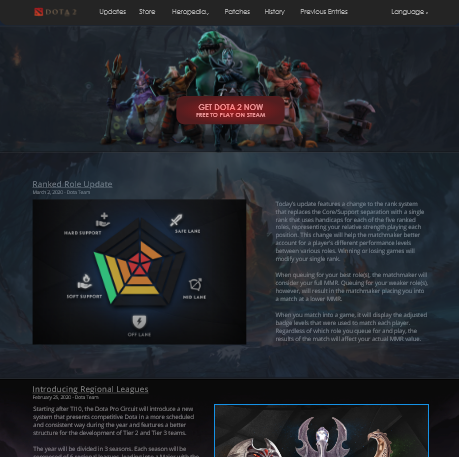 DOTA 2
Updates Store Heropedia Patches History Previous Entries Language
GET DOTA 2 NOW
FREE TO PLAY ON STEAM
Ranked Role Update
March 2, 2020 - Dota Team
HARD SUPPORT
SAFE LANE
SOFT SUPPORT
MID LANE
OFF LANE
Today's update features a change to the rank system
that replaces the Core/Support separation with a single
rank that uses handicaps for each of the five ranked
roles, representing your relative strength playing each
position. This change will help the matchmaker better
account for a player's different performance levels
between various roles. Winning or losing games will
modify your single rank.
When queuing for your best role(s), the matchmaker will
consider your full MMR. Queuing for your weaker role(s),
however, will result in the matchmaker placing you into
a match at a lower MMR.
When you match into a game, it will display the adjusted
badge levels that were used to match each player.
Regardless of which role you queue for and play, the
results of the match will affect your actual MMR value.
Introducing Regional Leagues
February 25, 2020 - Dota Team
Starting after TI10, the Dota Pro Circuit will introduce a new
system that presents competitive Dota in a more scheduled
and consistent way during the year and features a better
structure for the development of Tier 2 and Tier 3 teams.
The year will be divided in 3 seasons. Each season will be